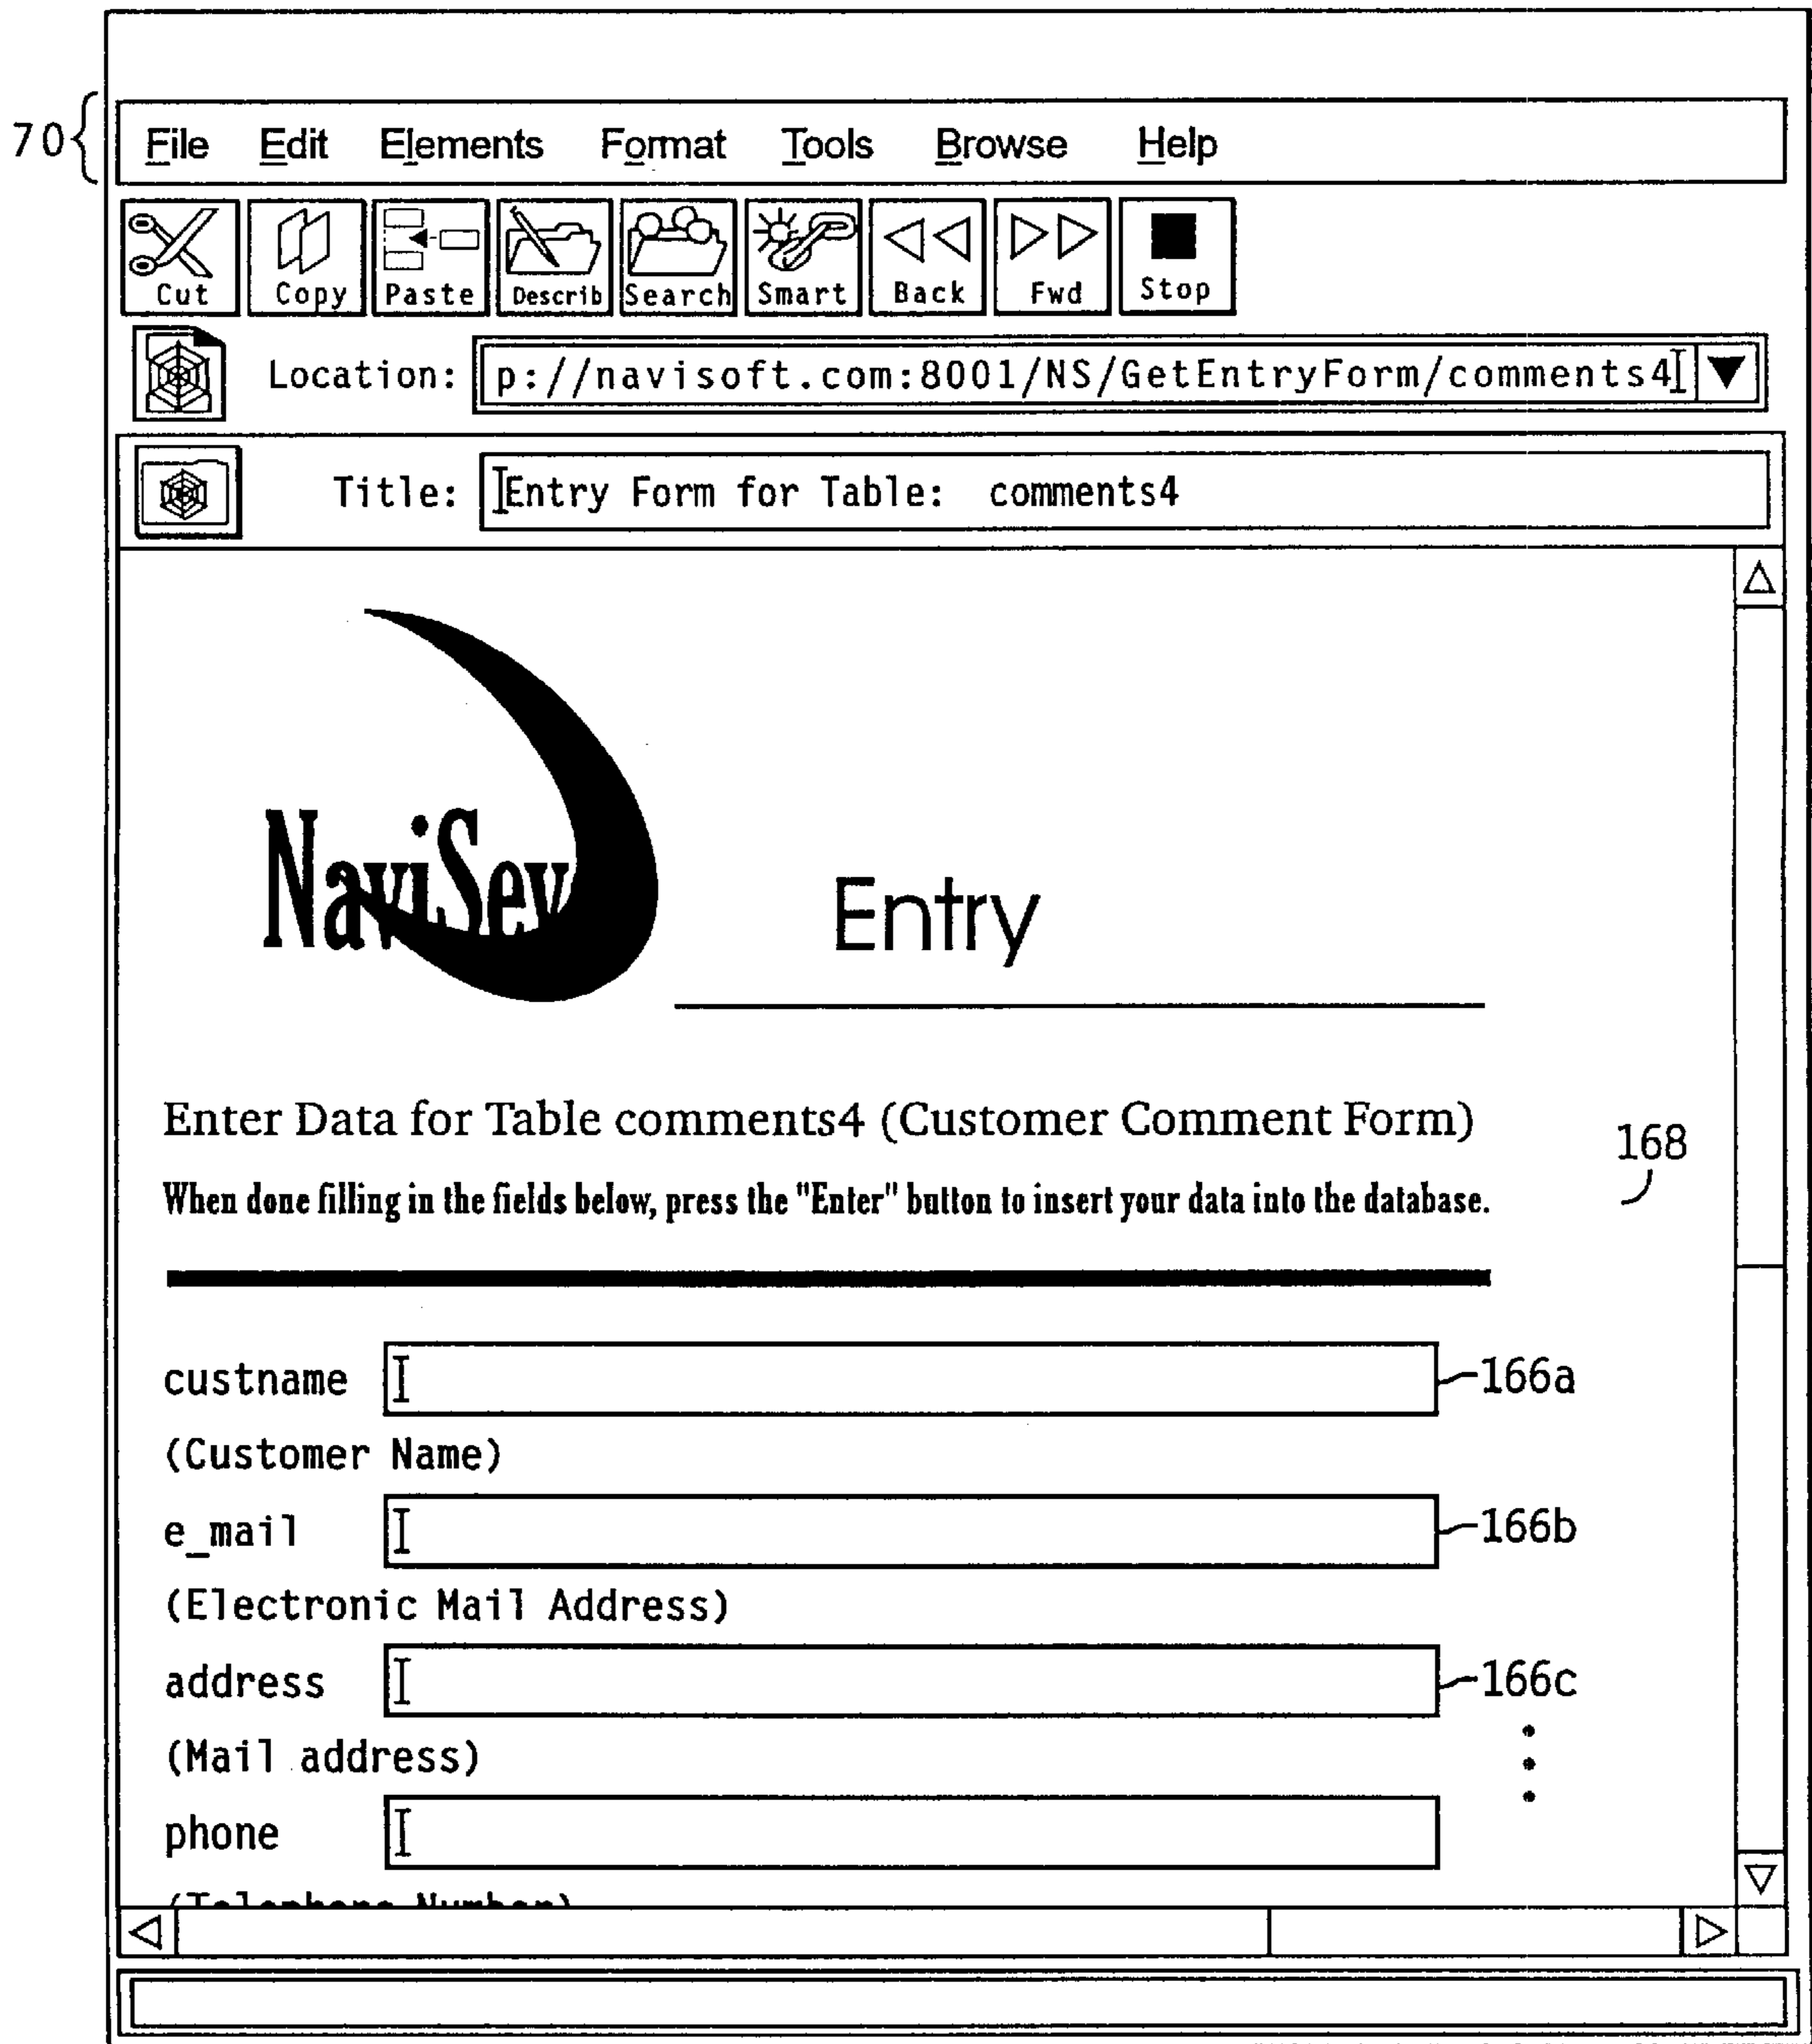 70
File Edit Elements Format Tools Browse Help
Cut Copy Paste Describ Search Smart Back Fwd Stop
Location: p://navisoft.com:8001/NS/GetEntryForm/comments4
Title: Entry Form for Table: comments4
NaviSev
Entry
Enter Data for Table comments4 (Customer Comment Form)
168
When done filling in the fields below, press the "Enter" button to insert your data into the database.
custname 166a
(Customer Name)
e_mail 166b
(Electronic Mail Address)
address 166c
(Mail address)
phone
(Telephone Number)